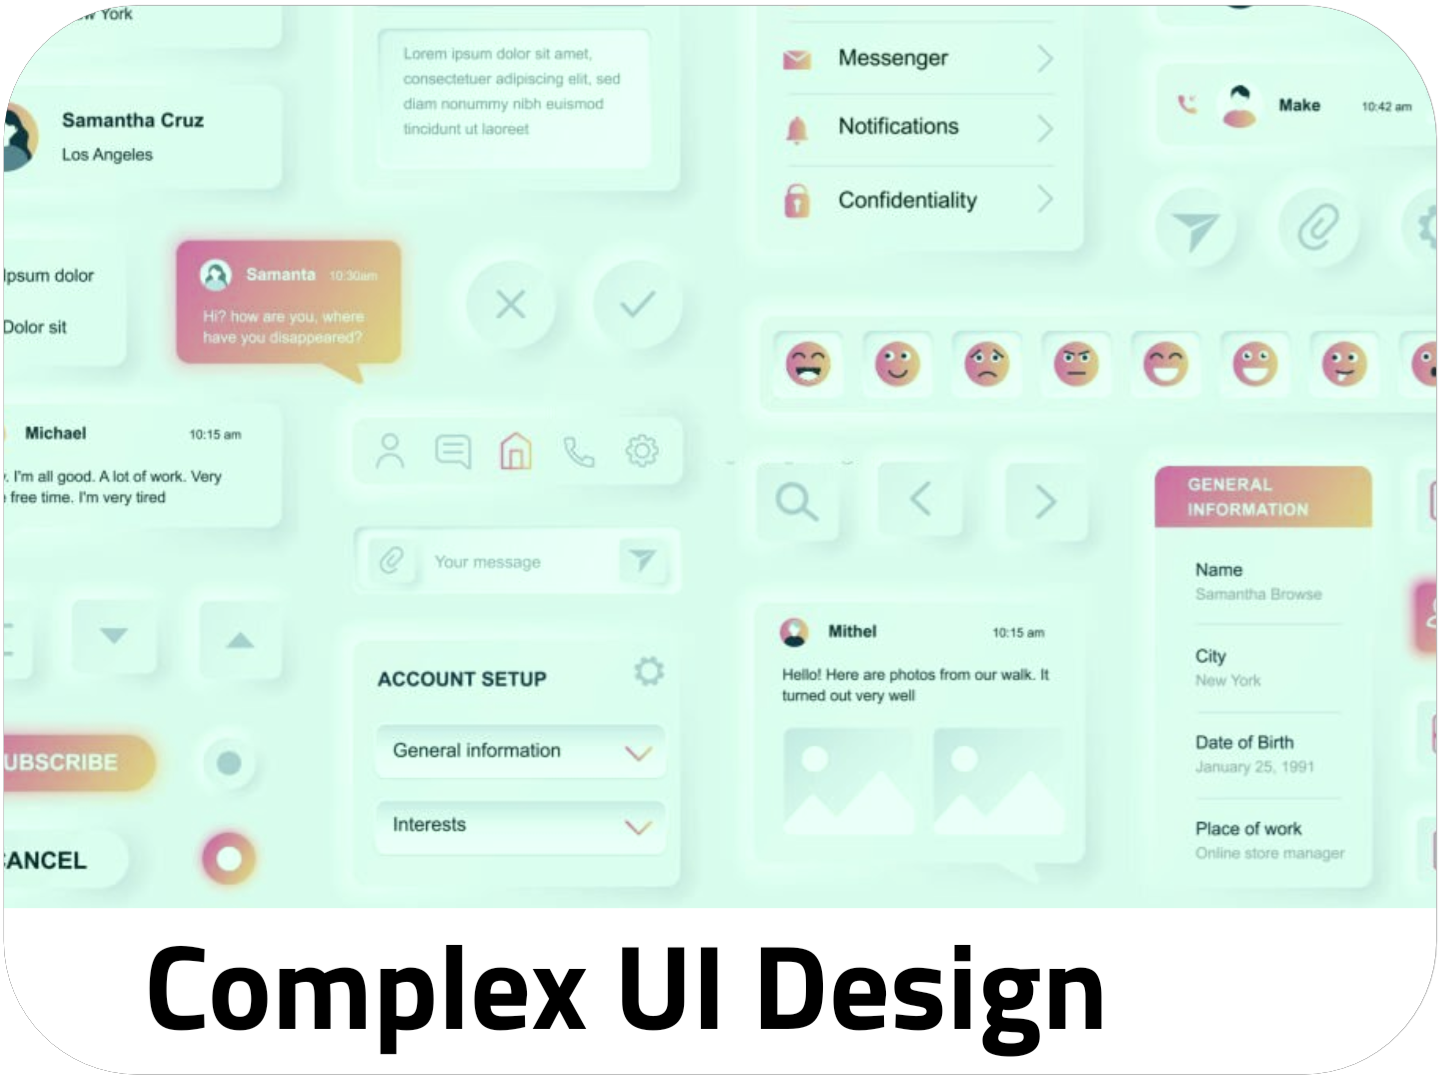 York
Samantha Cruz
Los Angeles
Lorem ipsum dolor sit amet,
consectetuer adipiscing elit, sed
diam nonummy nibh euismod
tincidunt ut laoreet
Messenger
Notifications
Confidentiality
Make 10:42 am
Ipsum dolor
Dolor sit
Samanta 10:30am
Hi? how are you, where
have you disappeared?
Michael 10:15 am
I'm all good. A lot of work. Very
free time. I'm very tired
Your message
GENERAL
INFORMATION
Name
Samantha Browse
City
New York
Date of Birth
January 25, 1991
Place of work
Online store manager
Mithel 10:15 am
Hello! Here are photos from our walk. It
turned out very well
ACCOUNT SETUP
General information
Interests
UBSCRIBE
CANCEL
Complex UI Design